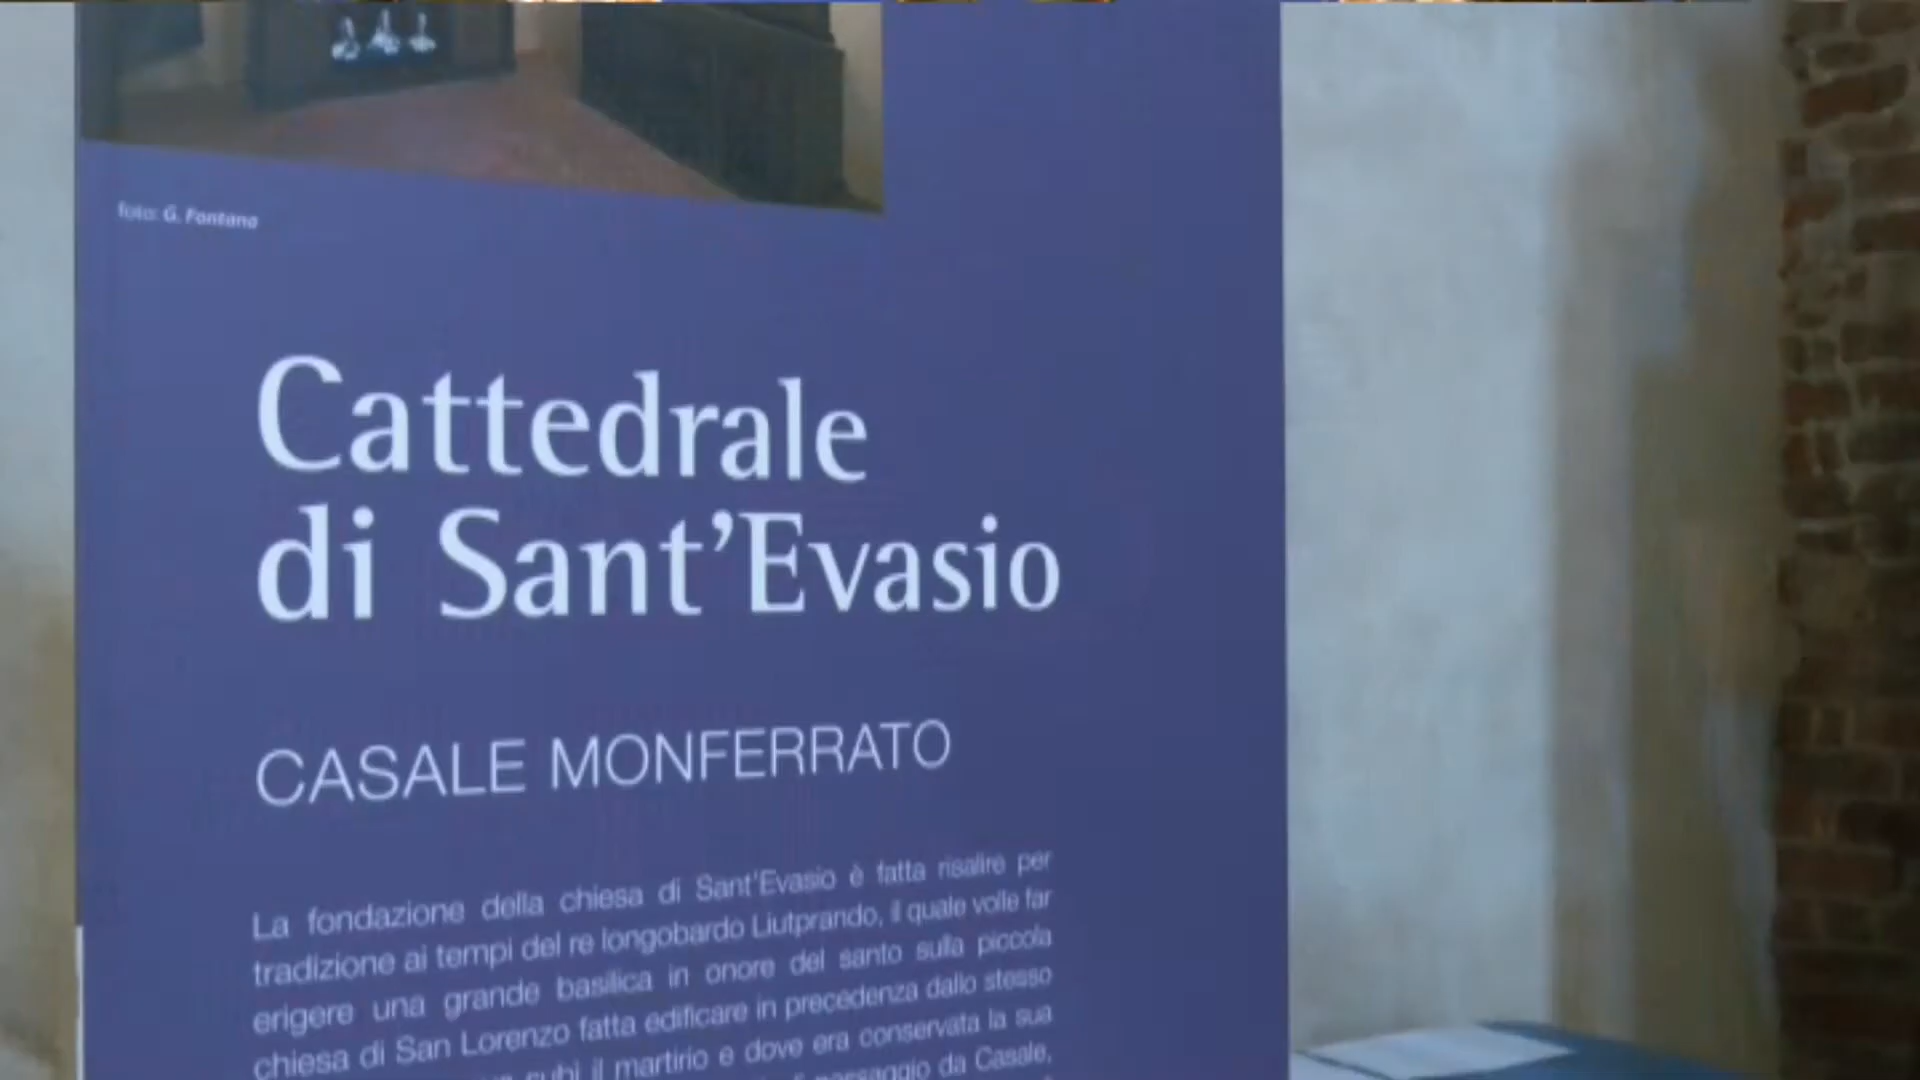 foto: G. Fontana
Cattedrale
di Sant'Evasio
CASALE MONFERRATO
La fondazione della chiesa di Sant'Evasio è fatta risalire per
tradizione ai tempi del re longobardo Liutprando, il quale volle far
erigere una grande basilica in onore del santo sulla piccola
chiesa di San Lorenzo fatta edificare in precedenza dallo stesso
subì il martirio e dove era conservata la sua
passaggio da Casale,